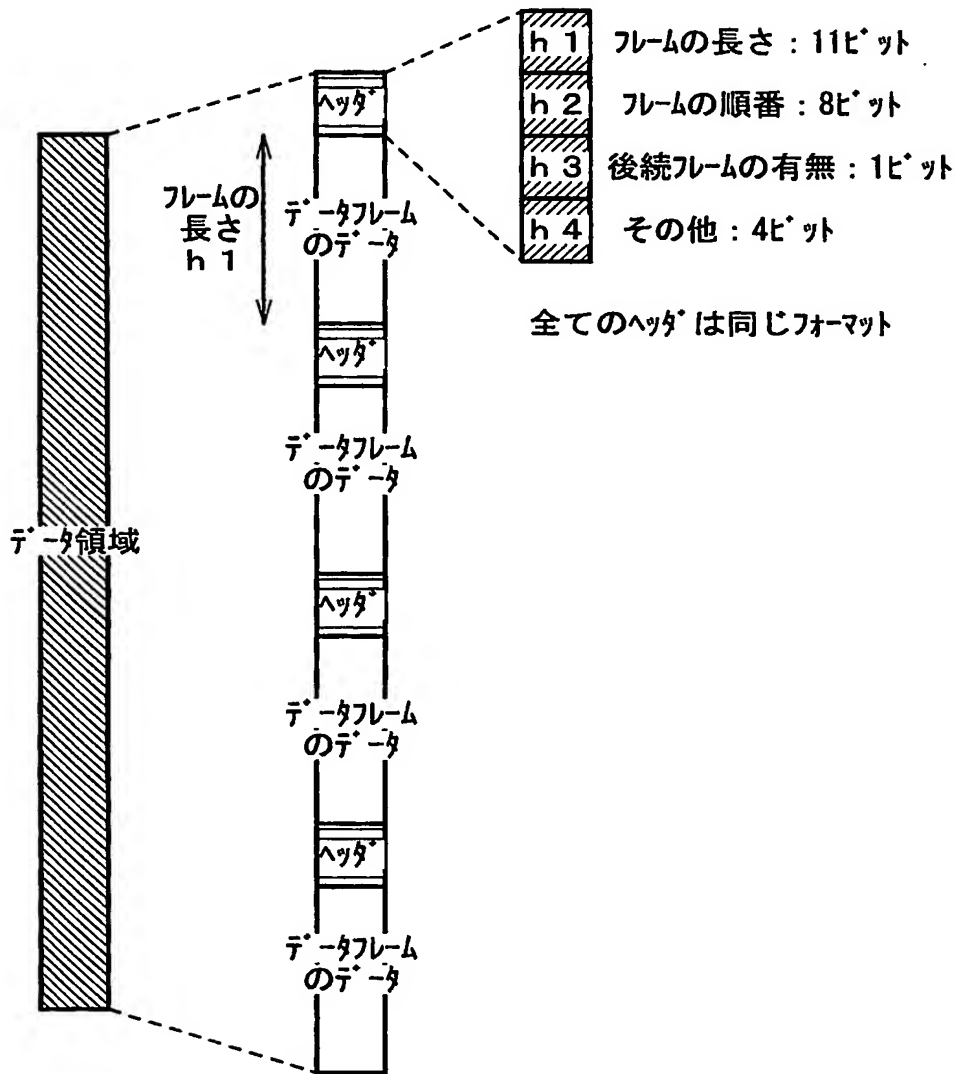 h1 フレームの長さ：11ビット
h2 フレームの順番：8ビット
h3 後続フレームの有無：1ビット
h4 その他：4ビット
全てのヘッダは同じフォーマット
ヘッダ
フレームの
長さ
h1
データフレーム
のデータ
ヘッダ
データフレーム
のデータ
データ領域
ヘッダ
データフレーム
のデータ
ヘッダ
データフレーム
のデータ